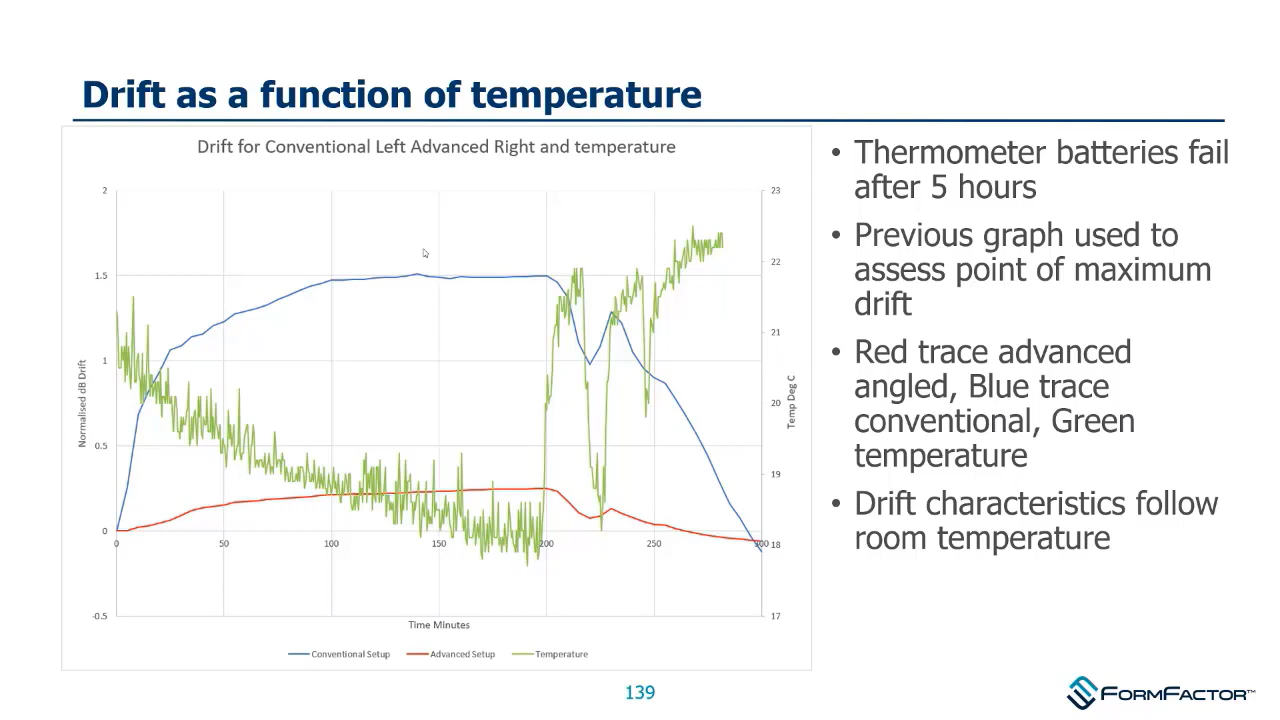 Drift as a function of temperature
Drift for Conventional Left Advanced Right and temperature
2
1.5
1
0.5
0
-0.5
Normalised dB Drift
23
22
21
20
19
18
17
Temp Deg C
0
50
100
150
200
250
300
Time Minutes
Conventional Setup
Advanced Setup
Temperature
• Thermometer batteries fail
after 5 hours
• Previous graph used to
assess point of maximum
drift
• Red trace advanced
angled, Blue trace
conventional, Green
temperature
• Drift characteristics follow
room temperature
139
FORMFACTOR™